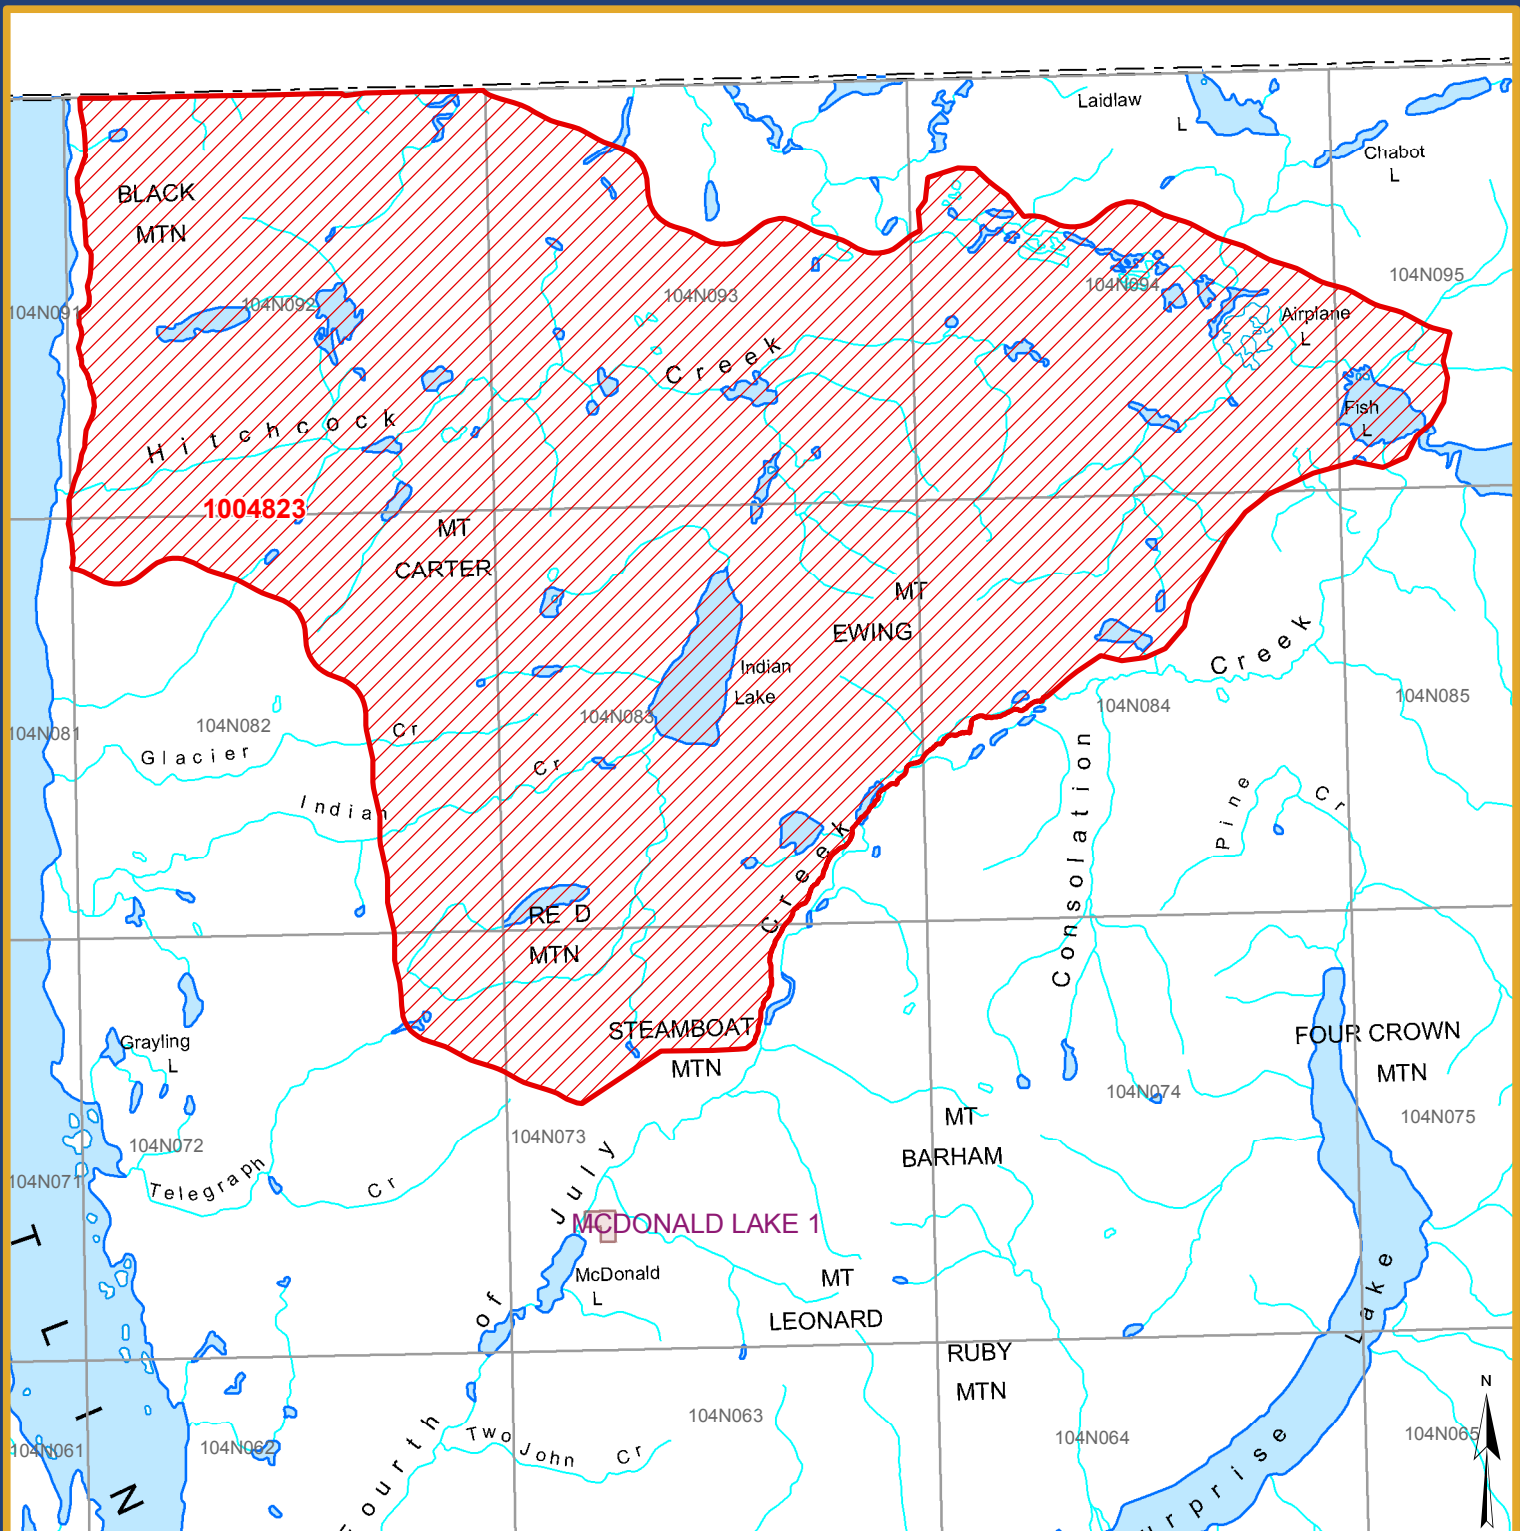 Laidlaw
L
Chabot
L
BLACK
MTN
104N095
104N094
104N093
104N092
104N091
Airplane
L
Creek
Fish
L
Hitchcock
1004823
MT
CARTER
MT
EWING
Creek
Indian
Lake
104N085
104N084
104N083
104N082
104N081
Cr
Glacier
Cr
Indian
Consolation
Pine
Cr
Creek
RED
MTN
STEAMBOAT
MTN
FOUR CROWN
MTN
Grayling
L
104N074
104N075
MT
BARHAM
104N073
104N072
104N071
Telegraph
Cr
July
MCDONALD LAKE 1
McDonald
L
MT
LEONARD
of
Lake
RUBY
MTN
N
104N063
104N064
104N065
104N062
104N061
Two John Cr
Fourth
urprise
T L I N